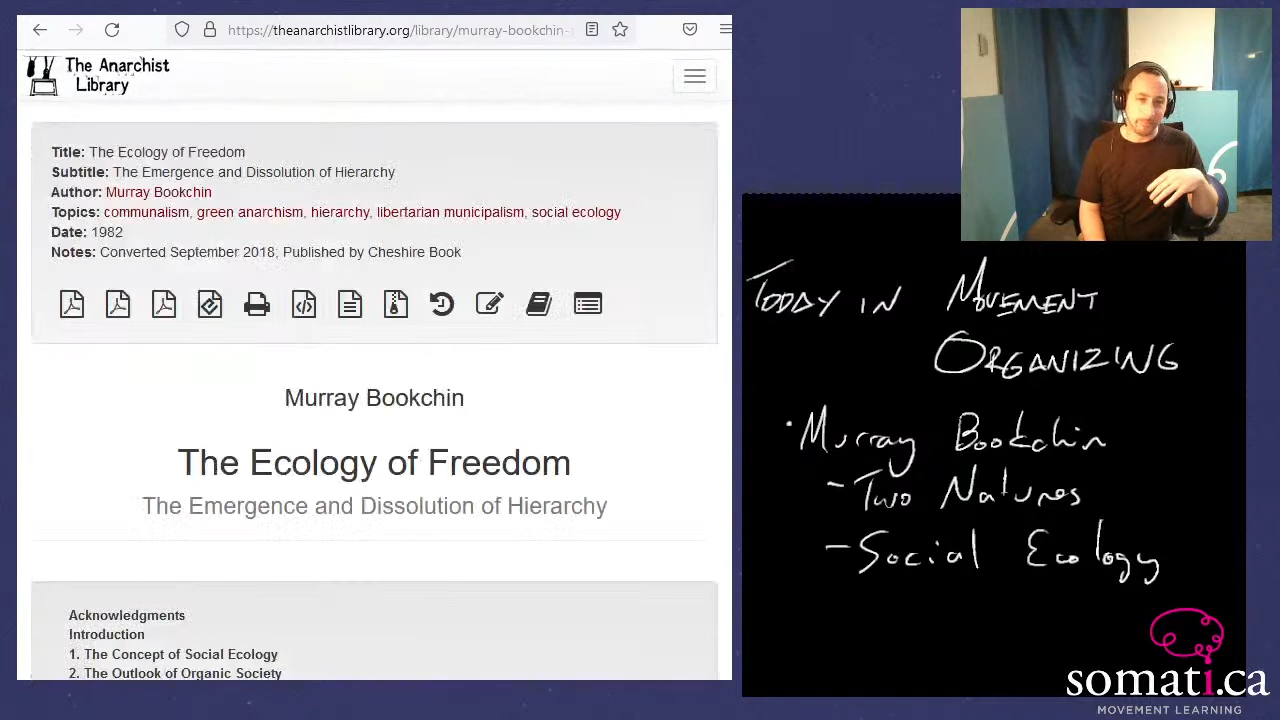 https://theanarchistlibrary.org/library/murray-bookchin-
The Anarchist
Library
Title: The Ecology of Freedom
Subtitle: The Emergence and Dissolution of Hierarchy
Author: Murray Bookchin
Topics: communalism, green anarchism, hierarchy, libertarian municipalism, social ecology
Date: 1982
Notes: Converted September 2018; Published by Cheshire Book
Murray Bookchin
The Ecology of Freedom
The Emergence and Dissolution of Hierarchy
Acknowledgments
Introduction
1. The Concept of Social Ecology
2. The Outlook of Organic Society
TODAY IN MOVEMENT
ORGANIZING
• Murray Bookchin
- Two Natures
- Social Ecology
somati.ca
MOVEMENT LEARNING